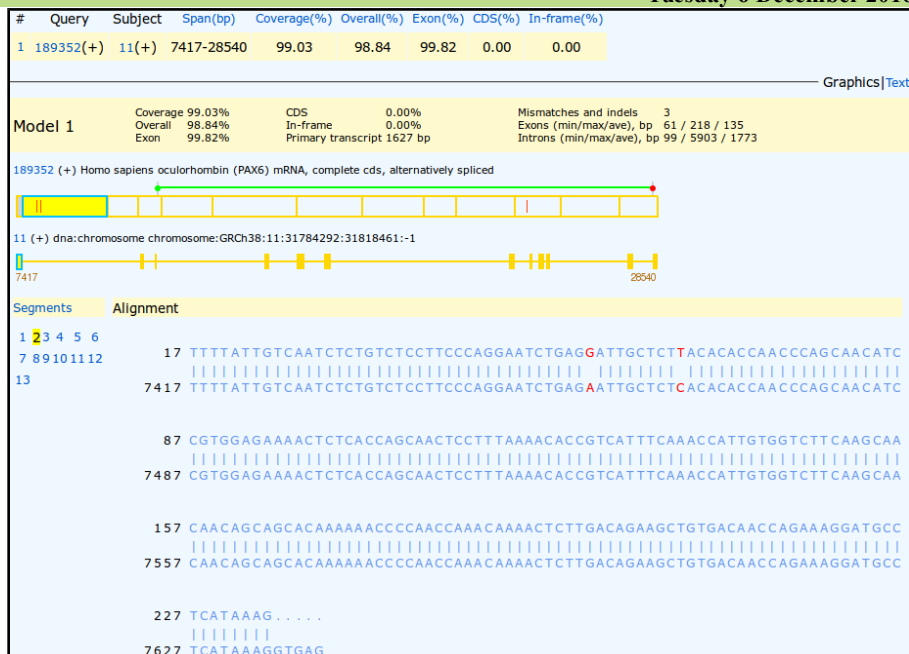 Tuesday 6 December
# Query Subject Span(bp) Coverage(%) Overall(%) Exon(%) CDS(%) In-frame(%)
1 189352(+) 11(+) 7417-28540 99.03 98.84 99.82 0.00 0.00
Graphics|Text
Model 1
Coverage 99.03% CDS 0.00% Mismatches and indels 3
Overall 98.84% In-frame 0.00% Exons (min/max/ave), bp 61 / 218 / 135
Exon 99.82% Primary transcript 1627 bp Introns (min/max/ave), bp 99 / 5903 / 1773
189352 (+) Homo sapiens oculorhombin (PAX6) mRNA, complete cds, alternatively spliced
11 (+) dna:chromosome chromosome:GRCh38:11:31784292:31818461:-1
7417 28540
Segments Alignment
1 2 3 4 5 6
7 8 9 10 11 12
13
17 TTTTATTGTCAATCTCTGTCTCCTTCCCAGGAATCTGAGGATTGCTCTTACACACCAACCCAGCAACATC
7417 TTTTATTGTCAATCTCTGTCTCCTTCCCAGGAATCTGAGAATTGCTCTCACACACCAACCCAGCAACATC
87 CGTGGAGAAAACTCTCACCAGCAACTCCTTTAAAACACCGTCATTTCAAACCATTGTGGTCTTCAAGCAA
7487 CGTGGAGAAAACTCTCACCAGCAACTCCTTTAAAACACCGTCATTTCAAACCATTGTGGTCTTCAAGCAA
157 CAACAGCAGCACAAAAAACCCCAACCAAACAAAACTCTTGACAGAAGCTGTGACAACCAGAAAGGATGCC
7557 CAACAGCAGCACAAAAAACCCCAACCAAACAAAACTCTTGACAGAAGCTGTGACAACCAGAAAGGATGCC
227 TCATAAAG.....
7627 TCATAAAGGTGAG